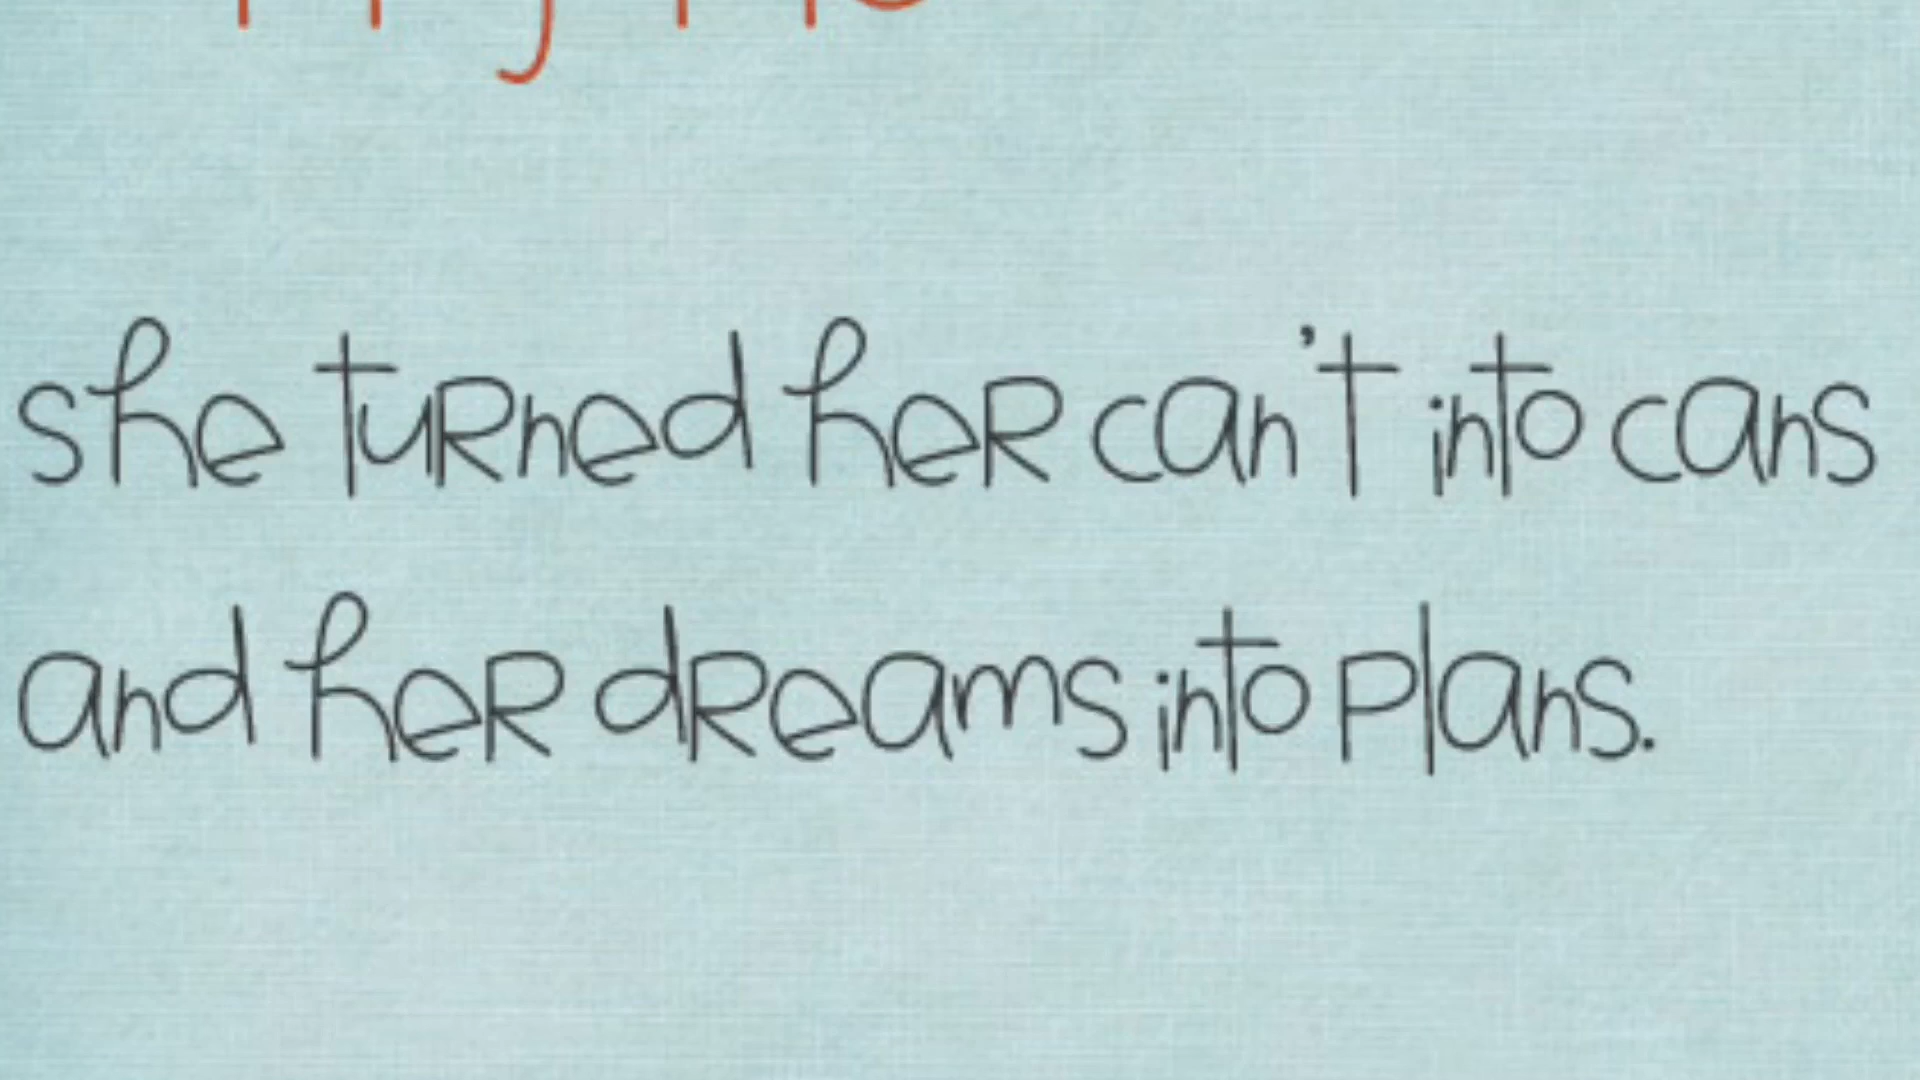 she turned her can't into cans
and her dreams into plans.